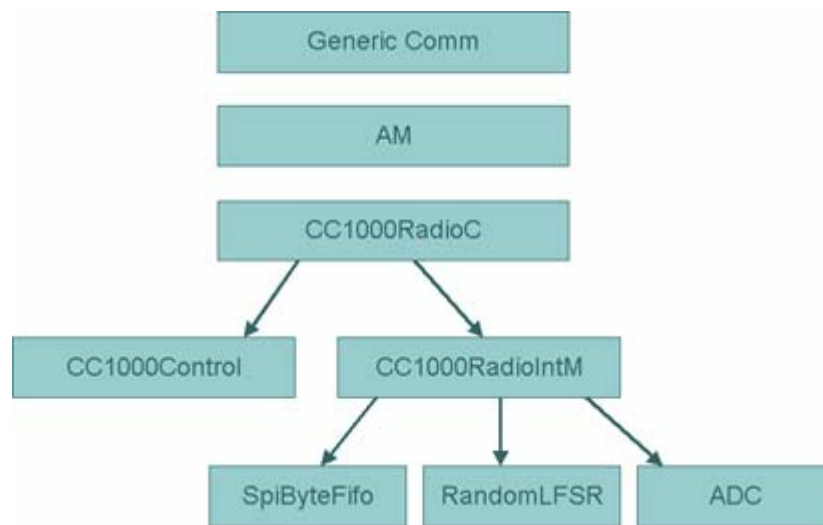 Generic Comm
AM
CC1000RadioC
CC1000Control
CC1000RadioIntM
SpiByteFifo
RandomLFSR
ADC